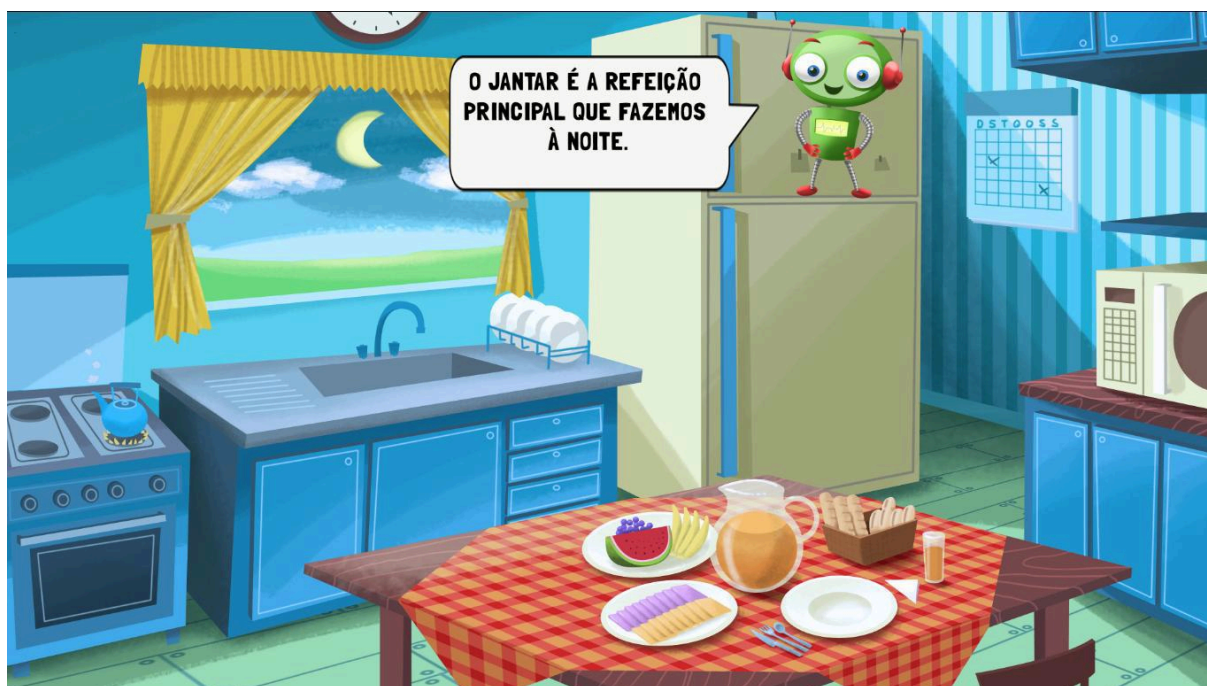 O JANTAR É A REFEIÇÃO
PRINCIPAL QUE FAZEMOS
À NOITE.
D S T Q Q S S